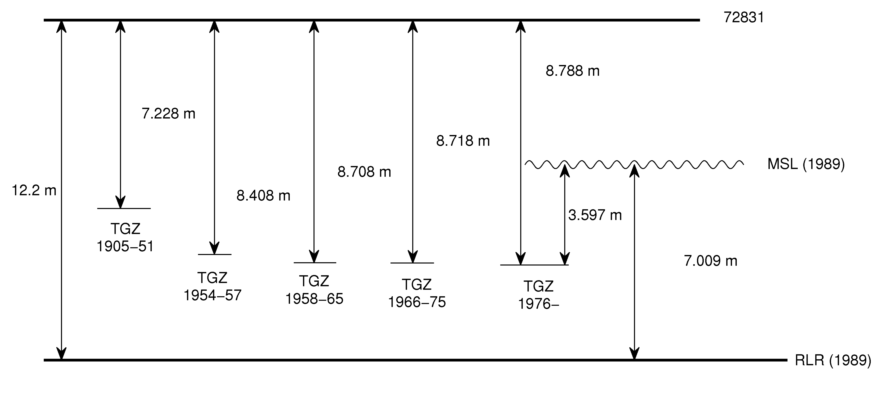 72831
8.788 m
7.228 m
8.718 m
MSL (1989)
8.708 m
12.2 m
8.408 m
3.597 m
TGZ
1905–51
7.009 m
TGZ
1954–57
TGZ
1958–65
TGZ
1966–75
TGZ
1976–
RLR (1989)